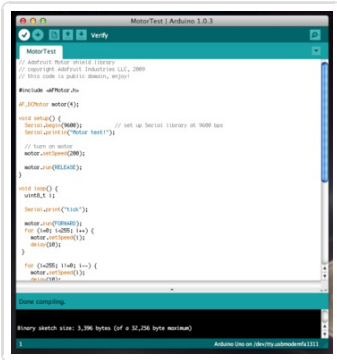 MotorTest | Arduino 1.0.3
Verify
MotorTest
// Adafruit Motor shield library
// copyright Adafruit Industries LLC, 2009
// this code is public domain, enjoy!
#include <AFMotor.h>
AF_DCMotor motor(4);
void setup() {
Serial.begin(9600); // set up Serial library at 9600 bps
Serial.println("Motor test!");
// turn on motor
motor.setSpeed(200);
motor.run(RELEASE);
}
void loop() {
uint8_t i;
Serial.print("tick");
motor.run(FORWARD);
for (i=0; i<255; i++) {
motor.setSpeed(i);
delay(10);
}
for (i=255; i!=0; i--) {
motor.setSpeed(i);
delay(10);
Done compiling.
Binary sketch size: 3,396 bytes (of a 32,256 byte maximum)
1
Arduino Uno on /dev/tty.usbmodemfa1311